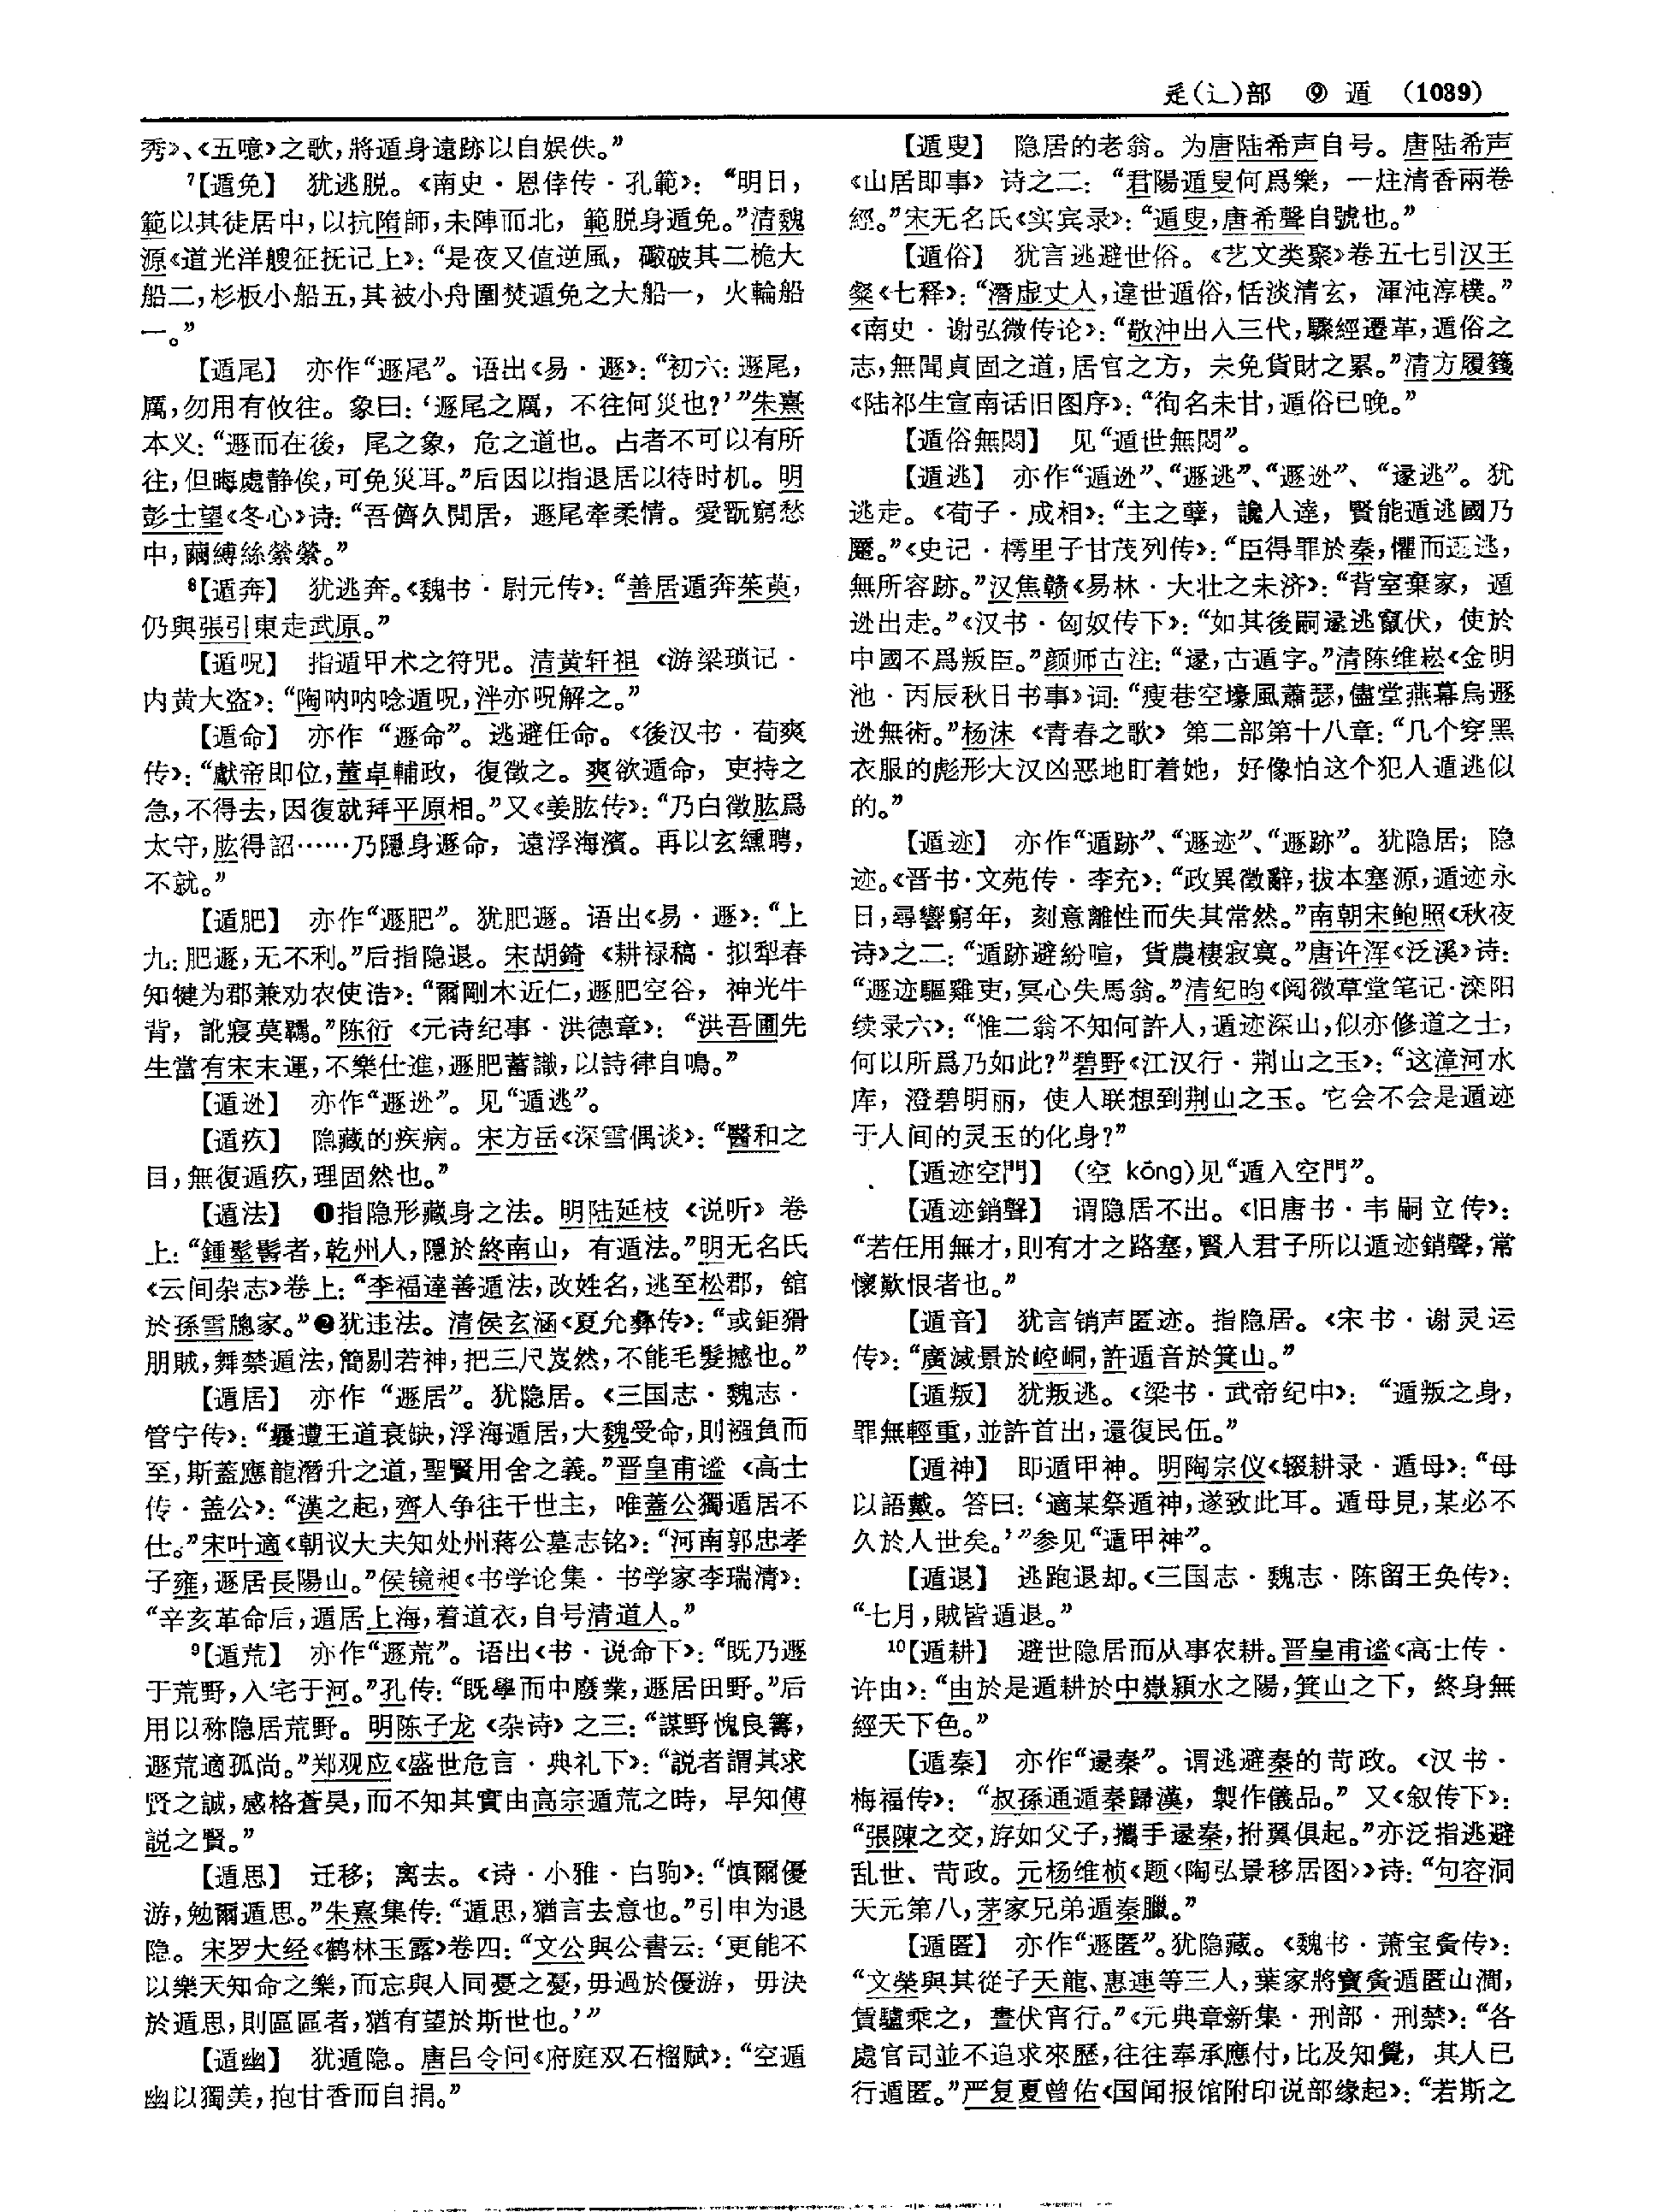 辵(辶)部　⑨ 遁　(1089)
秀》、《五噫》之歌，將遁身遠跡以自娱佚。”
⁷【遁免】　犹逃脱。《南史·恩倖传·孔範》：“明日，
範以其徒居中，以抗隋師，未陣而北，範脱身遁免。”清魏
源《道光洋艘征抚记上》：“是夜又值逆風，礮破其二桅大
船二，杉板小船五，其被小舟圍焚遁免之大船一，火輪船
一。”
【遁尾】　亦作“遯尾”。语出《易·遯》：“初六：遯尾，
厲，勿用有攸往。象曰：‘遯尾之厲，不往何災也？’”朱熹
本义：“遯而在後，尾之象，危之道也。占者不可以有所
往，但晦處静俟，可免災耳。”后因以指退居以待时机。明
彭士望《冬心》诗：“吾儕久閒居，遯尾牽柔情。愛翫窮愁
中，繭縛絲縈縈。”
⁸【遁奔】　犹逃奔。《魏书·尉元传》：“善居遁奔茱萸，
仍與張引東走武原。”
【遁呪】　指遁甲术之符咒。清黄轩祖《游梁琐记·
内黄大盗》：“陶呐呐唸遁呪，泮亦呪解之。”
【遁命】　亦作“遯命”。逃避任命。《後汉书·荀爽
传》：“獻帝即位，董卓輔政，復徵之。爽欲遁命，吏持之
急，不得去，因復就拜平原相。”又《姜肱传》：“乃白徵肱爲
太守，肱得詔……乃隱身遯命，遠浮海濱。再以玄纁聘，
不就。”
【遁肥】　亦作“遯肥”。犹肥遯。语出《易·遯》：“上
九：肥遯，无不利。”后指隐退。宋胡錡《耕禄稿·拟犁春
知犍为郡兼劝农使诰》：“爾剛木近仁，遯肥空谷，神光牛
背，訛寢莫羈。”陈衍《元诗纪事·洪德章》：“洪吾圃先
生當有宋末運，不樂仕進，遯肥蓄識，以詩律自鳴。”
【遁迯】　亦作“遯迯”。见“遁逃”。
【遁疾】　隐藏的疾病。宋方岳《深雪偶谈》：“醫和之
目，無復遁疾，理固然也。”
【遁法】　❶指隐形藏身之法。明陆延枝《说听》卷
上：“鍾髽髻者，乾州人，隱於終南山，有遁法。”明无名氏
《云间杂志》卷上：“李福達善遁法，改姓名，逃至松郡，舘
於孫雪牕家。”❷犹违法。清侯玄涵《夏允彝传》：“或鉅猾
朋贼，舞禁遁法，簡剔若神，把三尺岌然，不能毛髮撼也。”
【遁居】　亦作“遯居”。犹隐居。《三国志·魏志·
管宁传》：“曩遭王道衰缺，浮海遁居，大魏受命，則襁負而
至，斯蓋應龍潛升之道，聖賢用舍之義。”晋皇甫谧《高士
传·盖公》：“漢之起，齊人争往干世主，唯蓋公獨遁居不
仕。”宋叶適《朝议大夫知处州蒋公墓志铭》：“河南郭忠孝
子雍，遯居長陽山。”侯镜昶《书学论集·书学家李瑞清》：
“辛亥革命后，遁居上海，着道衣，自号清道人。”
⁹【遁荒】　亦作“遯荒”。语出《书·说命下》：“既乃遯
于荒野，入宅于河。”孔传：“既學而中廢業，遯居田野。”后
用以称隐居荒野。明陈子龙《杂诗》之三：“謀野愧良籌，
遯荒適孤尚。”郑观应《盛世危言·典礼下》：“説者謂其求
贤之誠，感格蒼昊，而不知其實由高宗遁荒之時，早知傅
説之賢。”
【遁思】　迁移；离去。《诗·小雅·白驹》：“慎爾優
游，勉爾遁思。”朱熹集传：“遁思，猶言去意也。”引申为退
隐。宋罗大经《鹤林玉露》卷四：“文公與公書云：‘更能不
以樂天知命之樂，而忘與人同憂之憂，毋過於優游，毋決
於遁思，則區區者，猶有望於斯世也。’”
【遁幽】　犹遁隐。唐吕令问《府庭双石榴赋》：“空遁
幽以獨美，抱甘香而自捐。”
【遁叟】　隐居的老翁。为唐陆希声自号。唐陆希声
《山居即事》诗之二：“君陽遁叟何爲樂，一炷清香兩卷
經。”宋无名氏《实宾录》：“遁叟，唐希聲自號也。”
【遁俗】　犹言逃避世俗。《艺文类聚》卷五七引汉王
粲《七释》：“潛虚丈人，違世遁俗，恬淡清玄，渾沌淳樸。”
《南史·谢弘微传论》：“敬沖出入三代，驟經遷革，遁俗之
志，無聞貞固之道，居官之方，未免貨財之累。”清方履籛
《陆祁生宣南话旧图序》：“徇名未甘，遁俗已晚。”
【遁俗無悶】　见“遁世無悶”。
【遁逃】　亦作“遁迯”、“遯逃”、“遯迯”、“遂逃”。犹
逃走。《荀子·成相》：“主之孽，讒人達，賢能遁逃國乃
蹷。”《史记·樗里子甘茂列传》：“臣得罪於秦，懼而遁逃，
無所容跡。”汉焦赣《易林·大壮之未济》：“背室棄家，遁
迯出走。”《汉书·匈奴传下》：“如其後嗣遂逃竄伏，使於
中國不爲叛臣。”颜师古注：“遂，古遁字。”清陈维崧《金明
池·丙辰秋日书事》词：“瘦巷空壕風蕭瑟，儘堂燕幕烏遯
迯無術。”杨沫《青春之歌》第二部第十八章：“几个穿黑
衣服的彪形大汉凶恶地盯着她，好像怕这个犯人遁逃似
的。”
【遁迹】　亦作“遁跡”、“遯迹”、“遯跡”。犹隐居；隐
迹。《晋书·文苑传·李充》：“政異徵辭，拔本塞源，遁迹永
日，尋響窮年，刻意離性而失其常然。”南朝宋鲍照《秋夜
诗》之二：“遁跡避紛喧，貨農棲寂寞。”唐许浑《泛溪》诗：
“遯迹驅雞吏，冥心失馬翁。”清纪昀《阅微草堂笔记·滦阳
续录六》：“惟二翁不知何許人，遁迹深山，似亦修道之士，
何以所爲乃如此？”碧野《江汉行·荆山之玉》：“这漳河水
库，澄碧明丽，使人联想到荆山之玉。它会不会是遁迹
于人间的灵玉的化身？”
【遁迹空門】　(空 kōng)见“遁入空門”。
【遁迹銷聲】　谓隐居不出。《旧唐书·韦嗣立传》：
“若任用無才，則有才之路塞，賢人君子所以遁迹銷聲，常
懷歎恨者也。”
【遁音】　犹言销声匿迹。指隐居。《宋书·谢灵运
传》：“廣滅景於崆峒，許遁音於箕山。”
【遁叛】　犹叛逃。《梁书·武帝纪中》：“遁叛之身，
罪無輕重，並許首出，還復民伍。”
【遁神】　即遁甲神。明陶宗仪《辍耕录·遁母》：“母
以語戴。答曰：‘適某祭遁神，遂致此耳。遁母見，某必不
久於人世矣。’”参见“遁甲神”。
【遁退】　逃跑退却。《三国志·魏志·陈留王奂传》：
“七月，賊皆遁退。”
¹⁰【遁耕】　避世隐居而从事农耕。晋皇甫谧《高士传·
许由》：“由於是遁耕於中嶽潁水之陽，箕山之下，終身無
經天下色。”
【遁秦】　亦作“遂秦”。谓逃避秦的苛政。《汉书·
梅福传》：“叔孫通遁秦歸漢，製作儀品。”又《叙传下》：
“張陳之交，斿如父子，攜手遂秦，拊翼俱起。”亦泛指逃避
乱世、苛政。元杨维桢《题〈陶弘景移居图〉》诗：“句容洞
天元第八，茅家兄弟遁秦臘。”
【遁匿】　亦作“遯匿”。犹隐藏。《魏书·萧宝夤传》：
“文榮與其從子天龍、惠連等三人，棄家將寶夤遁匿山澗，
賃驢乘之，晝伏宵行。”《元典章新集·刑部·刑禁》：“各
處官司並不追求來歷，往往奉承應付，比及知覺，其人已
行遁匿。”严复夏曾佑《国闻报馆附印说部缘起》：“若斯之